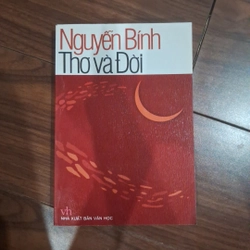 Nguyễn Bính
Thơ và Đời
vh
NHÀ XUẤT BẢN VĂN HỌC